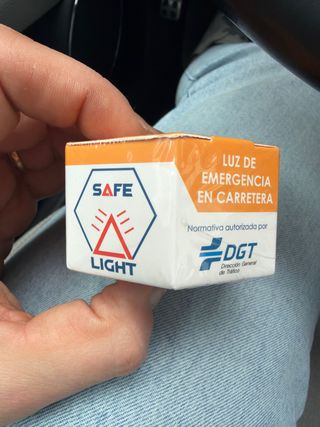 SAFE
LIGHT
LUZ DE
EMERGENCIA
EN CARRETERA
Normativa autorizada por
DGT
Dirección General
de Tráfico